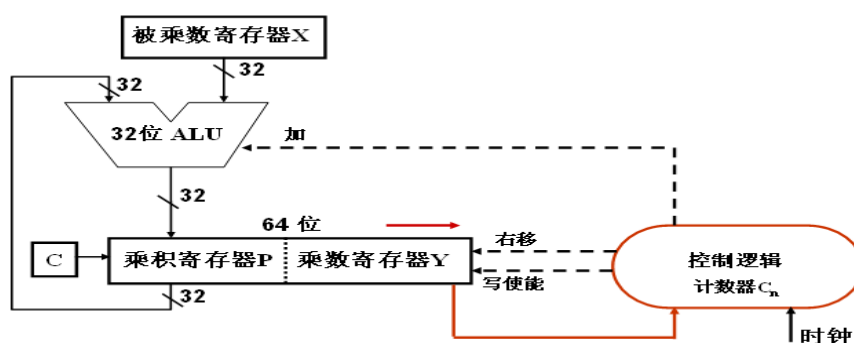 被乘数寄存器X
32
32
32位 ALU
加
32
64 位
C
乘积寄存器P
乘数寄存器Y
右移
写使能
控制逻辑
计数器Cn
32
时钟